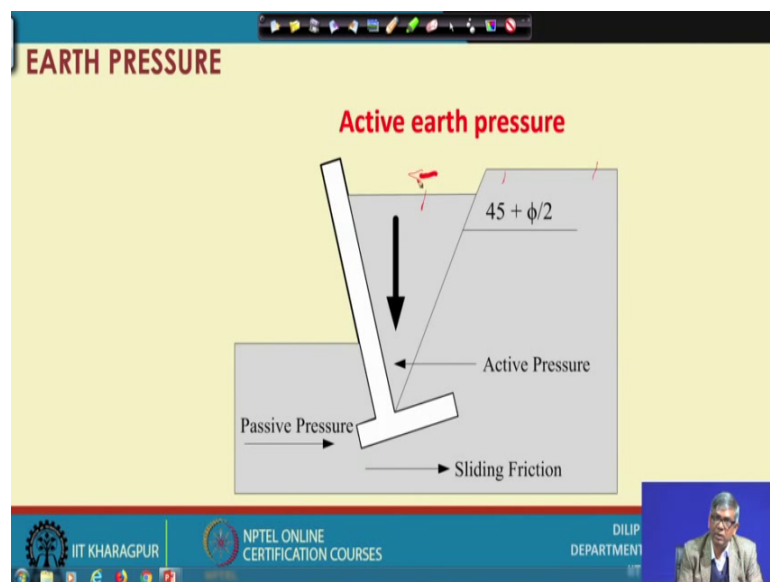 EARTH PRESSURE
Active earth pressure
45 + ϕ/2
Active Pressure
Passive Pressure
Sliding Friction
IIT KHARAGPUR
NPTEL ONLINE
CERTIFICATION COURSES
DILIP
DEPARTMENT